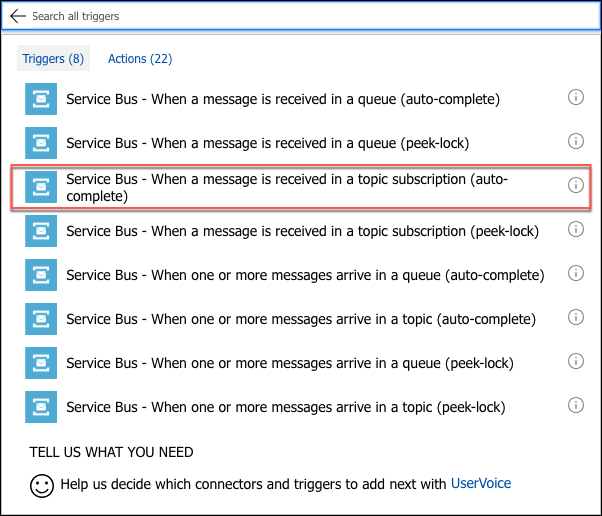 Search all triggers
Triggers (8) Actions (22)
Service Bus - When a message is received in a queue (auto-complete)
Service Bus - When a message is received in a queue (peek-lock)
Service Bus - When a message is received in a topic subscription (auto-
complete)
Service Bus - When a message is received in a topic subscription (peek-lock)
Service Bus - When one or more messages arrive in a queue (auto-complete)
Service Bus - When one or more messages arrive in a topic (auto-complete)
Service Bus - When one or more messages arrive in a queue (peek-lock)
Service Bus - When one or more messages arrive in a topic (peek-lock)
TELL US WHAT YOU NEED
Help us decide which connectors and triggers to add next with UserVoice